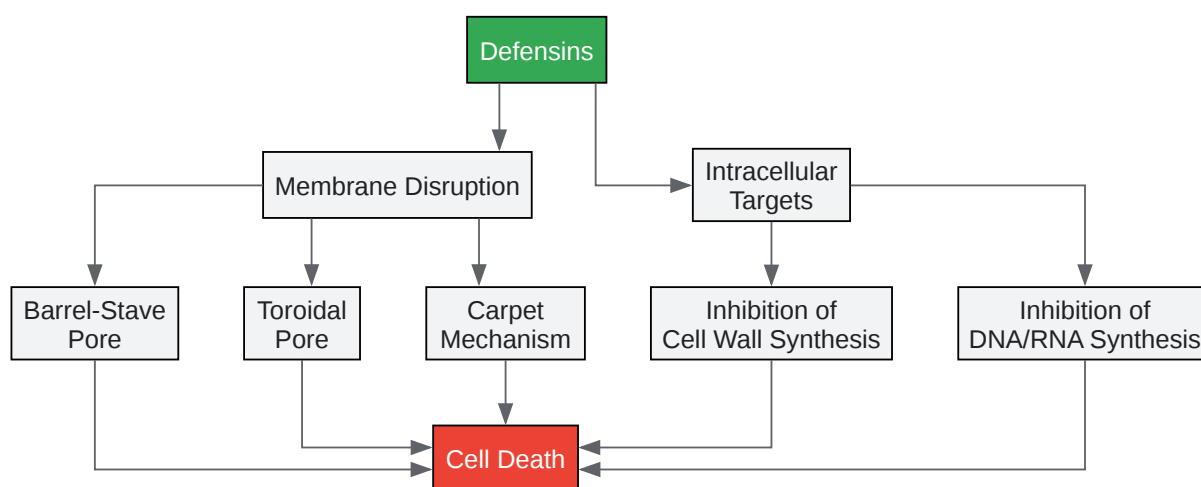 Defensins
Membrane Disruption
Intracellular
Targets
Barrel-Stave
Pore
Toroidal
Pore
Carpet
Mechanism
Inhibition of
Cell Wall Synthesis
Inhibition of
DNA/RNA Synthesis
Cell Death